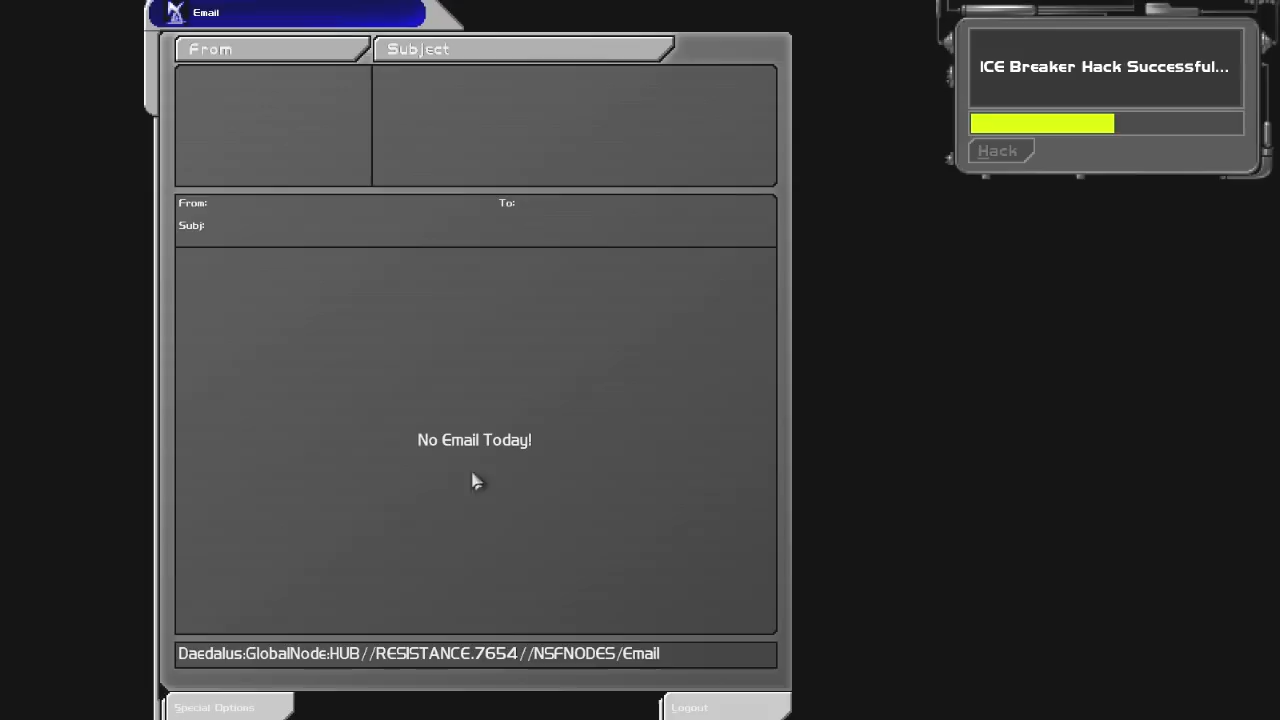 Email
From Subject
ICE Breaker Hack Successful...
Hack
From: To:
Subj:
No Email Today!
Daedalus:GlobalNode:HUB//RESISTANCE.7654//NSFNODES/Email
Special Options Logout